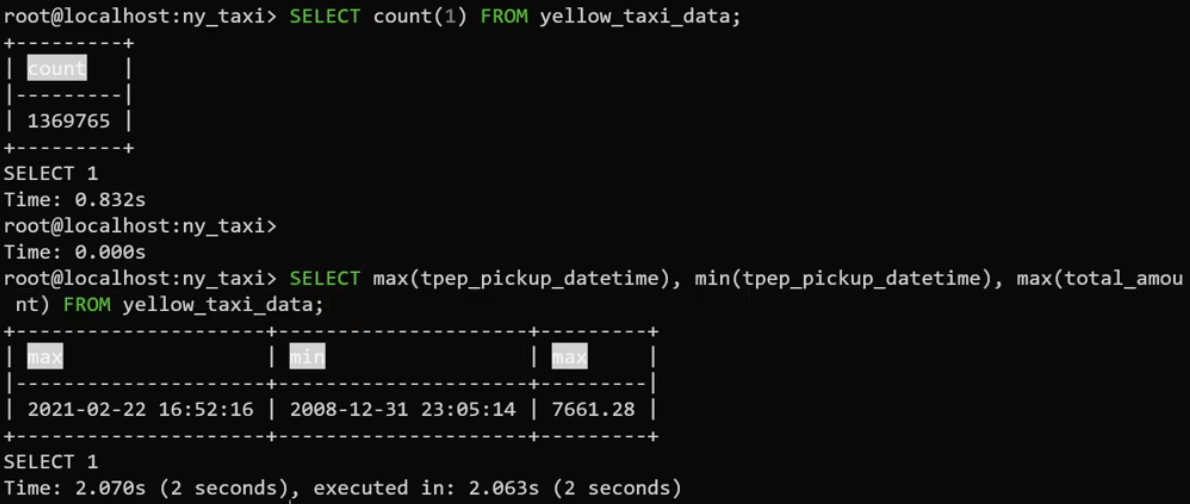 root@localhost:ny_taxi> SELECT count(1) FROM yellow_taxi_data;
+---------+
| count   |
|---------|
| 1369765 |
+---------+
SELECT 1
Time: 0.832s
root@localhost:ny_taxi>
Time: 0.000s
root@localhost:ny_taxi> SELECT max(tpep_pickup_datetime), min(tpep_pickup_datetime), max(total_amou
nt) FROM yellow_taxi_data;
+---------------------+---------------------+---------+
| max                 | min                 | max     |
|---------------------+---------------------+---------|
| 2021-02-22 16:52:16 | 2008-12-31 23:05:14 | 7661.28 |
+---------------------+---------------------+---------+
SELECT 1
Time: 2.070s (2 seconds), executed in: 2.063s (2 seconds)